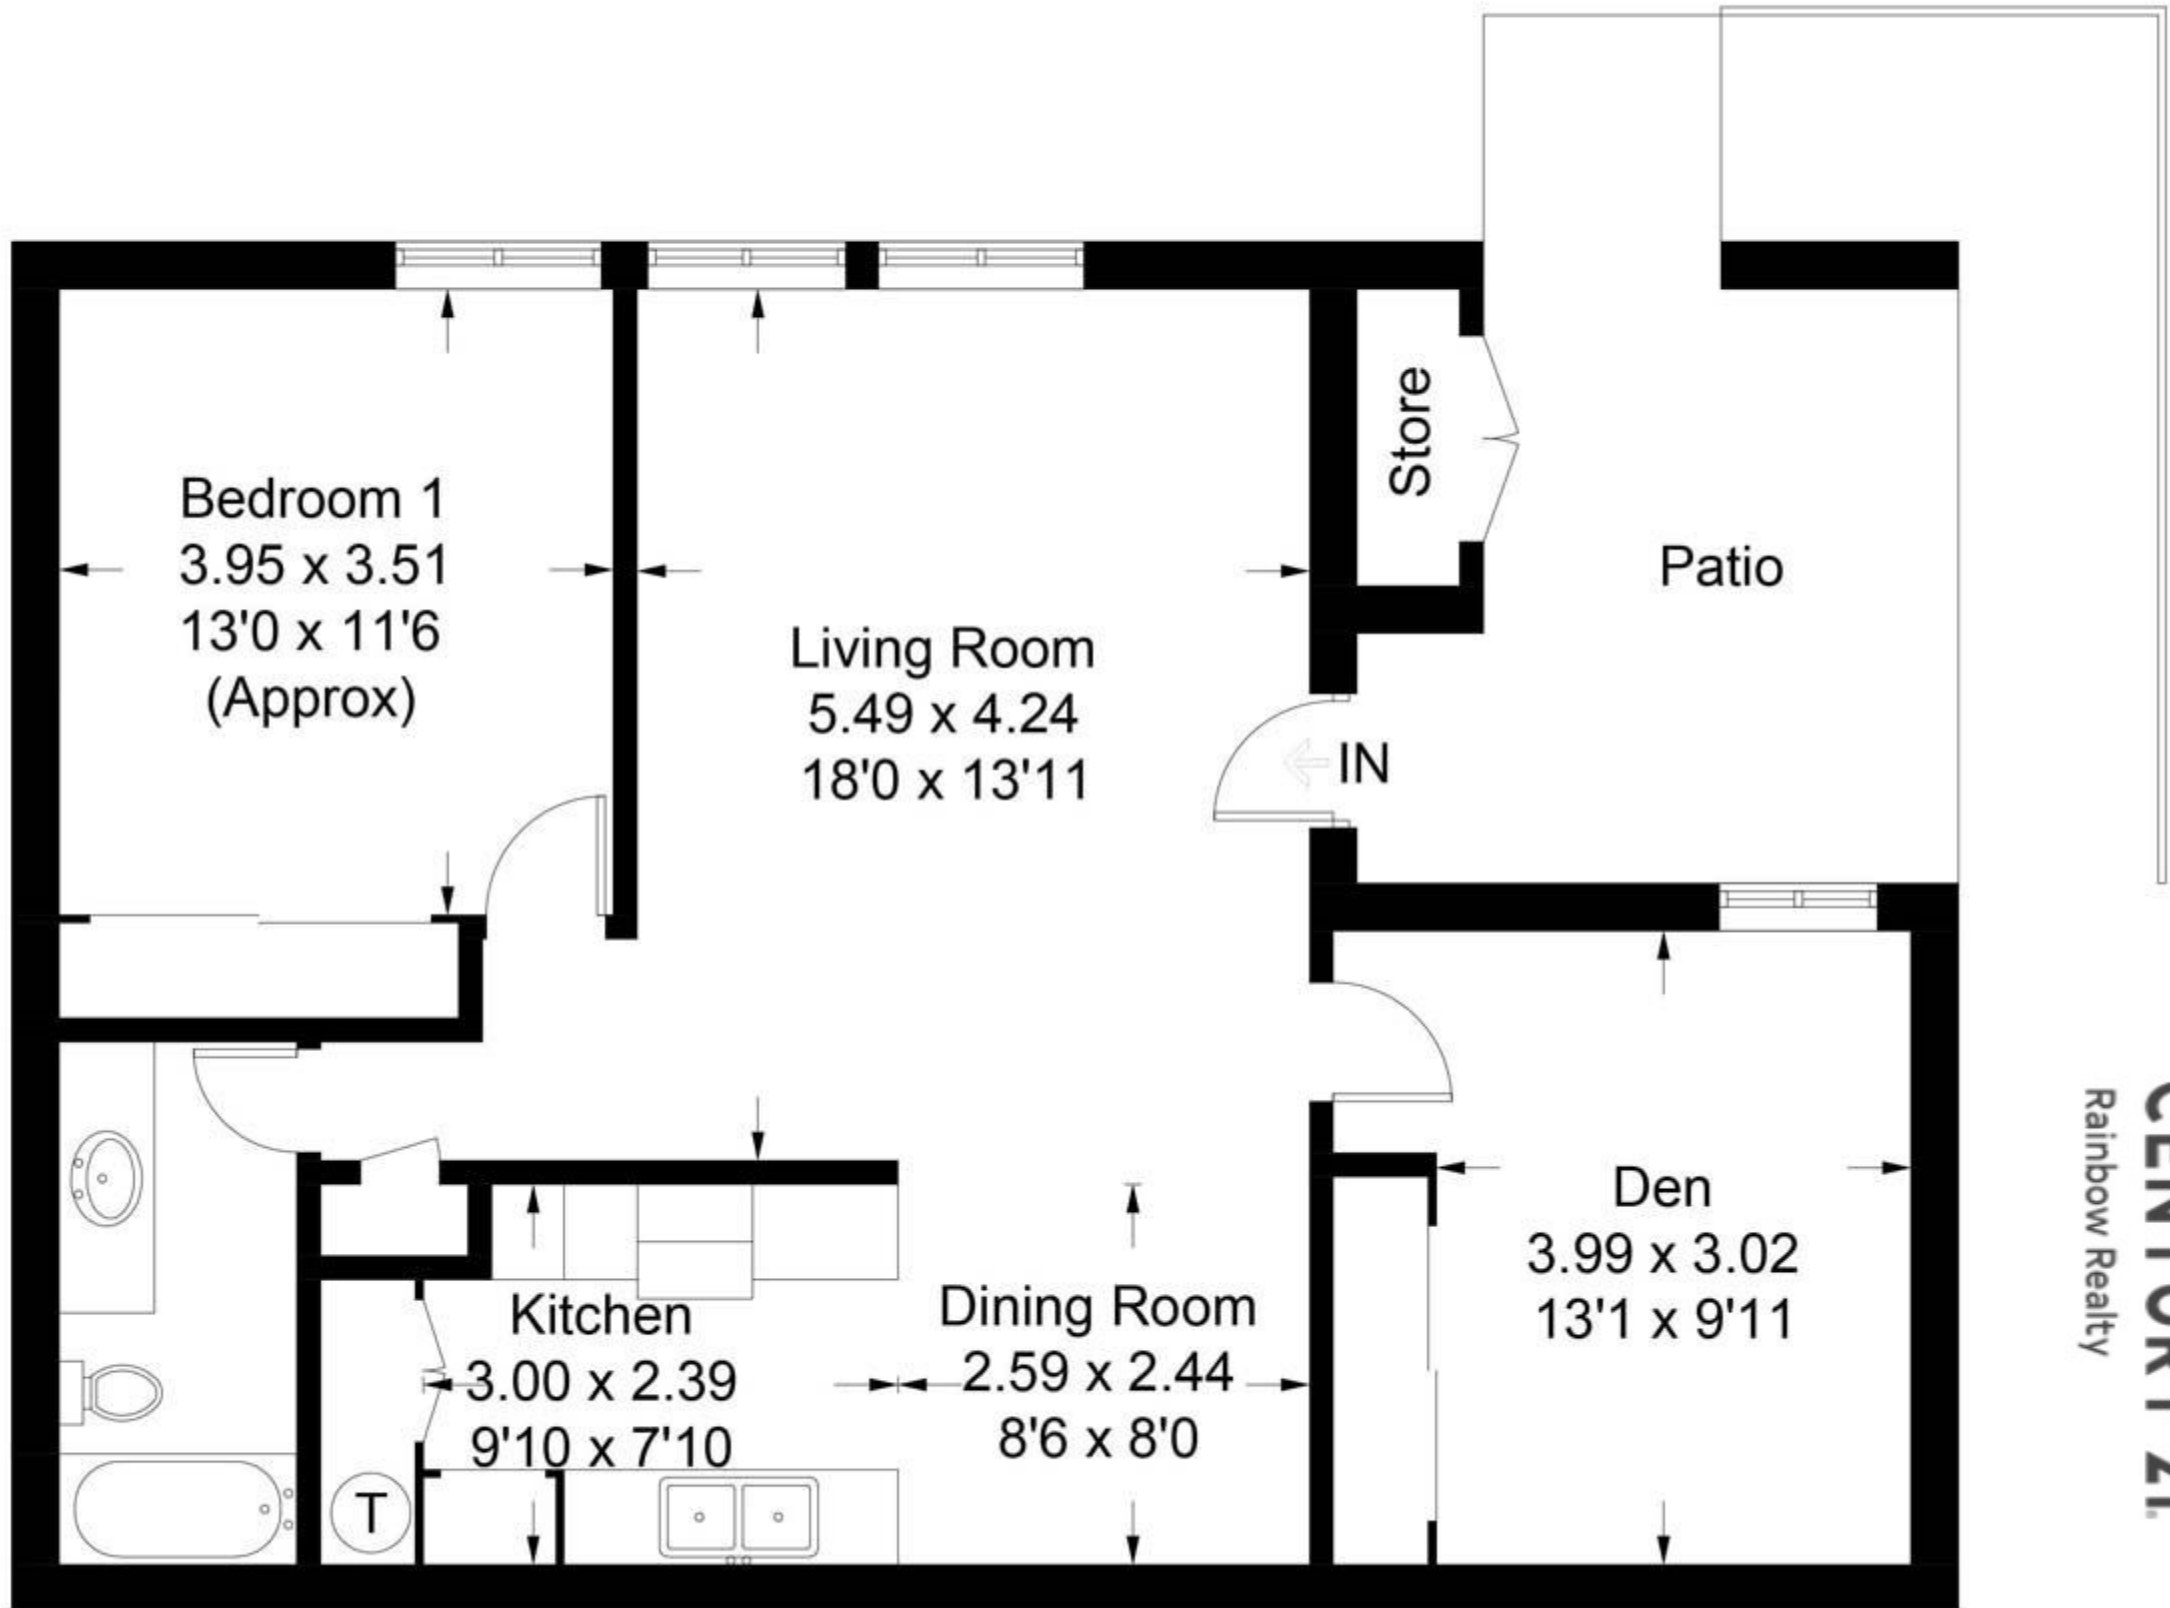 Bedroom 1
3.95 x 3.51
13'0 x 11'6
(Approx)
Living Room
5.49 x 4.24
18'0 x 13'11
Store
Patio
IN
Kitchen
3.00 x 2.39
9'10 x 7'10
Dining Room
2.59 x 2.44
8'6 x 8'0
Den
3.99 x 3.02
13'1 x 9'11
T
CENTURY 21.
Rainbow Realty